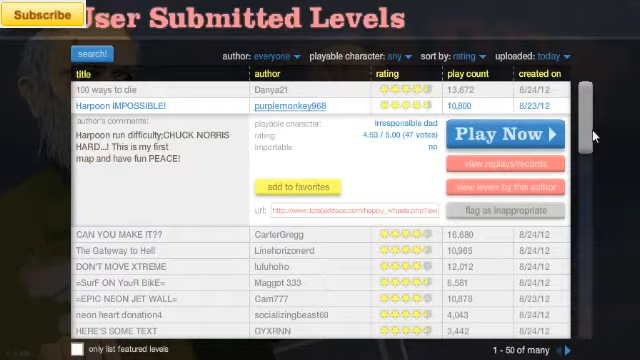 Subscribe
User Submitted Levels
search!
author: everyone playable character: any sort by: rating uploaded: today
title author rating play count created on
100 ways to die Danya21 13,672 8/24/12
Harpoon IMPOSSIBLE! purplemonkey968 10,800 8/23/12
author's comments:
Harpoon run difficulty;CHUCK NORRIS
HARD...! This is my first
map and have fun PEACE!
playable character: irresponsible dad
rating: 4.53 / 5.00 (47 votes)
importable: no
add to favorites
url: http://www.totaljerkface.com/happy_wheels.php?lev
Play Now
view replays/records
view levels by this author
flag as inappropriate
CAN YOU MAKE IT?? CarterGregg 16,680 8/24/12
The Gateway to Hell Linehorizonerd 10,965 8/24/12
DON'T MOVE XTREME luluhoho 12,012 8/24/12
=SurF ON YouR BikE= Maggot 333 6,581 8/24/12
=EPIC NEON JET WALL= Cam777 10,878 8/23/12
neon heart donation4 socializingbeast60 4,043 8/24/12
HERE'S SOME TEXT GYXRNN 3,442 8/24/12
only list featured levels
1 - 50 of many